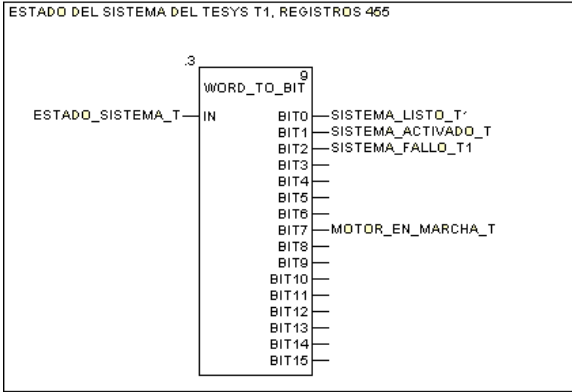 ESTADO DEL SISTEMA DEL TESYS T1, REGISTROS 455
.3
9
WORD_TO_BIT
ESTADO_SISTEMA_T IN BIT0 SISTEMA_LISTO_T1
BIT1 SISTEMA_ACTIVADO_T
BIT2 SISTEMA_FALLO_T1
BIT3
BIT4
BIT5
BIT6
BIT7 MOTOR_EN_MARCHA_T
BIT8
BIT9
BIT10
BIT11
BIT12
BIT13
BIT14
BIT15